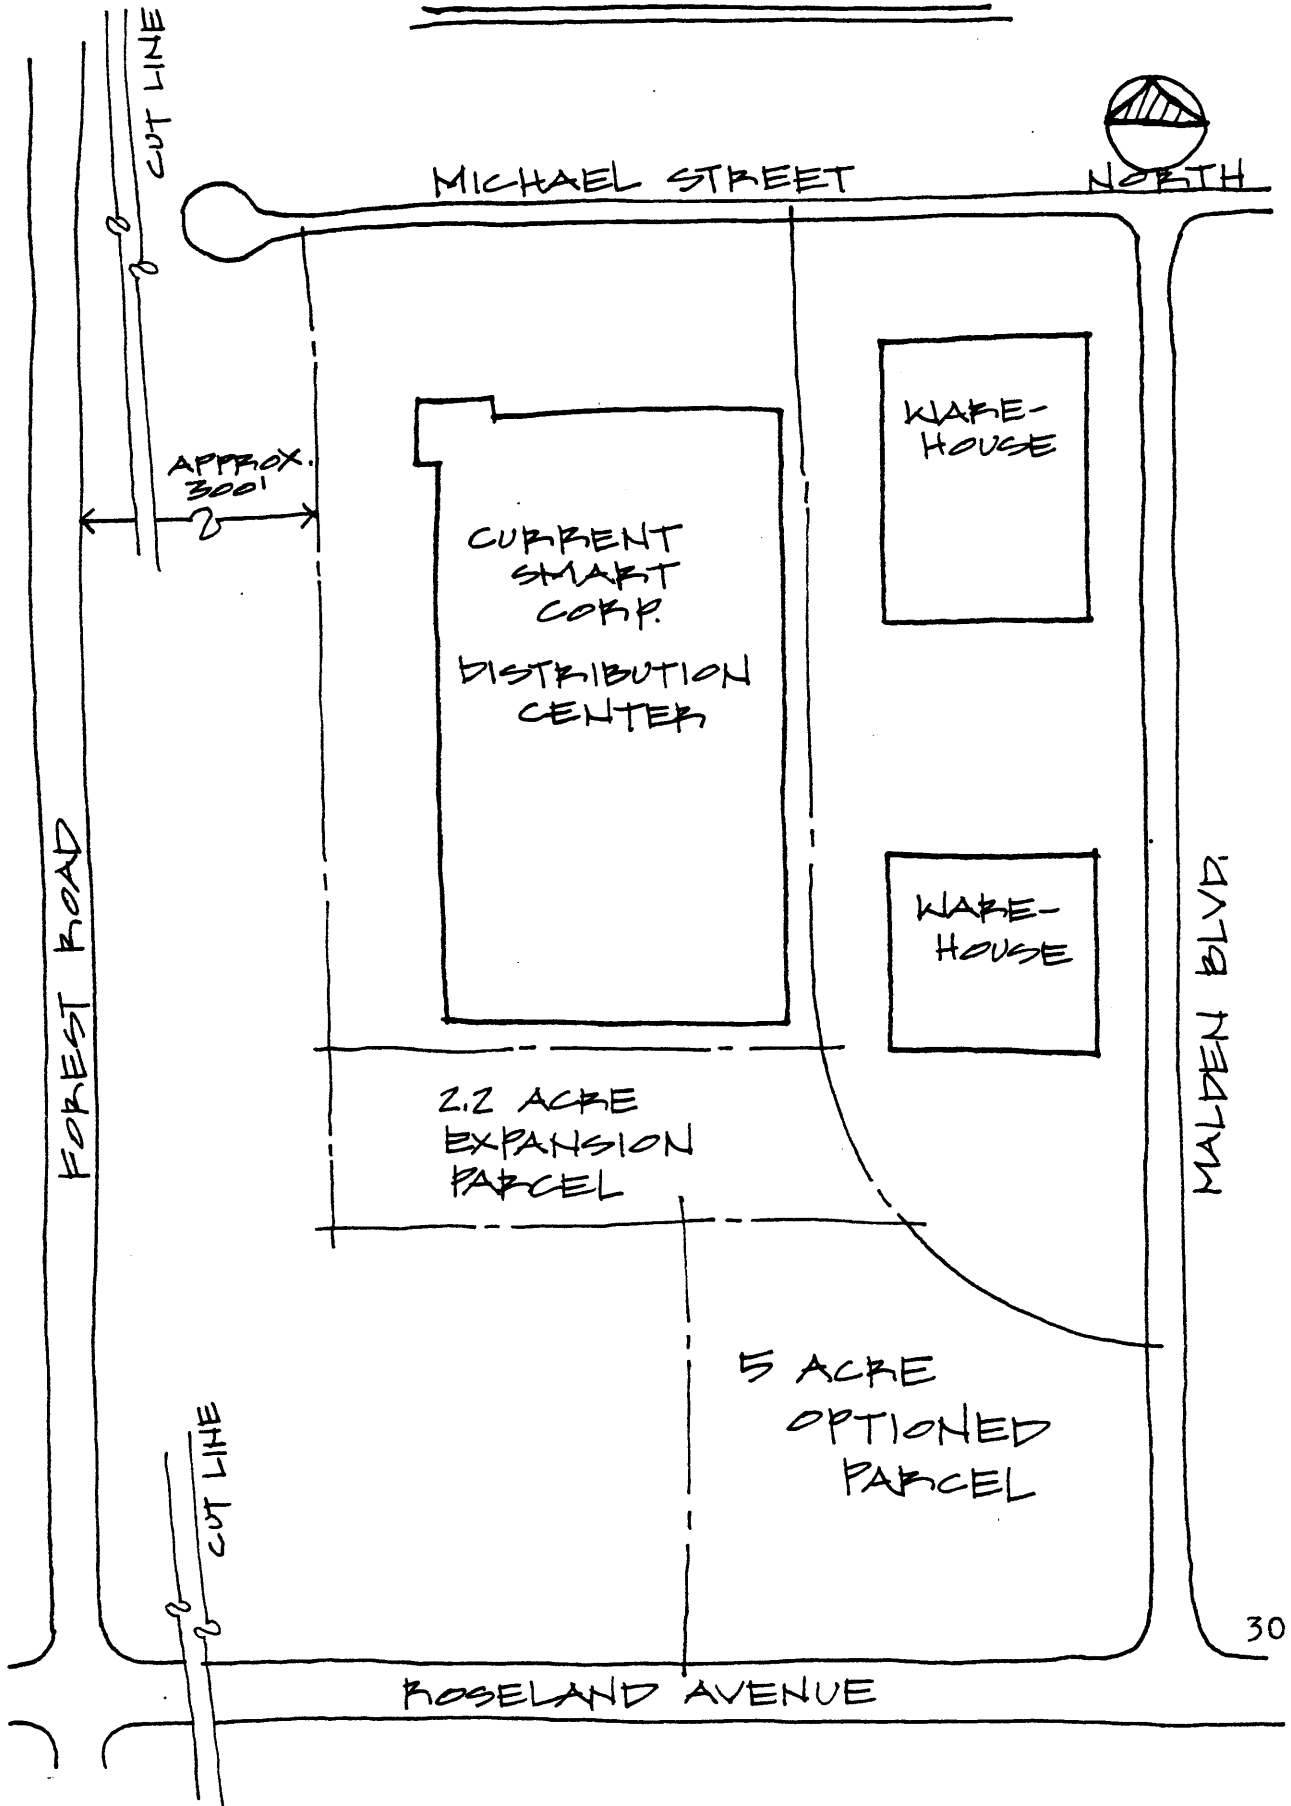 CUT LINE
NORTH
MICHAEL STREET
WARE-
HOUSE
APPROX.
300'
CURRENT
SMART
CORP.
DISTRIBUTION
CENTER
FOREST ROAD
WARE-
HOUSE
MALDEN BLVD.
2.2 ACRE
EXPANSION
PARCEL
5 ACRE
OPTIONED
PARCEL
CUT LINE
30
ROSELAND AVENUE